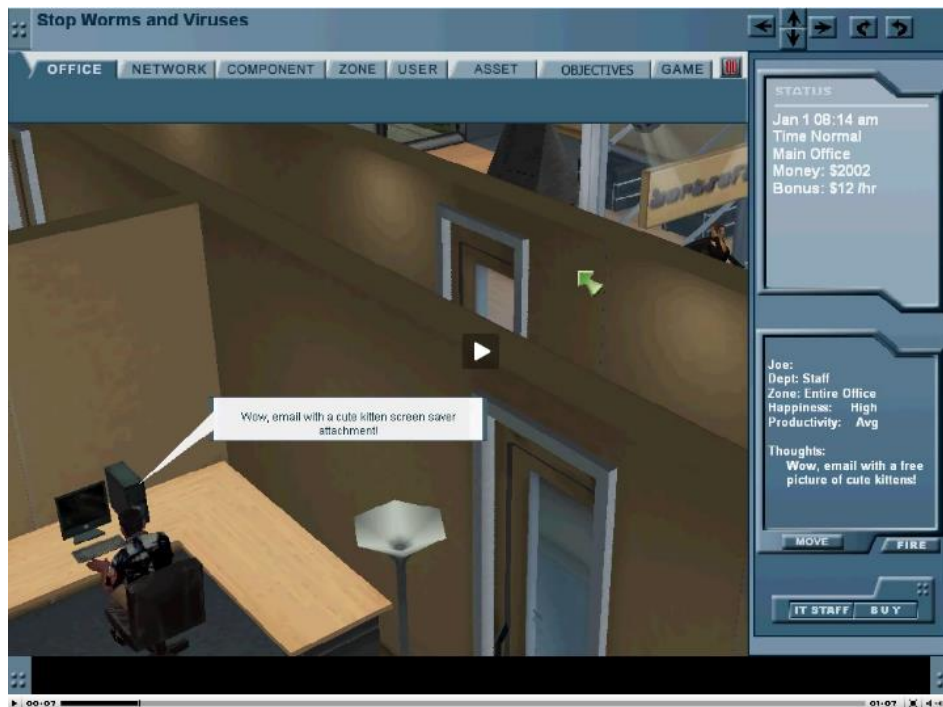 Stop Worms and Viruses
OFFICE NETWORK COMPONENT ZONE USER ASSET OBJECTIVES GAME
STATUS
Jan 1 08:14 am
Time Normal
Main Office
Money: $2002
Bonus: $12 /hr
Wow, email with a cute kitten screen saver
attachment!
Joe:
Dept: Staff
Zone: Entire Office
Happiness: High
Productivity: Avg
Thoughts:
Wow, email with a free
picture of cute kittens!
MOVE FIRE
IT STAFF BUY
00:07 01:07